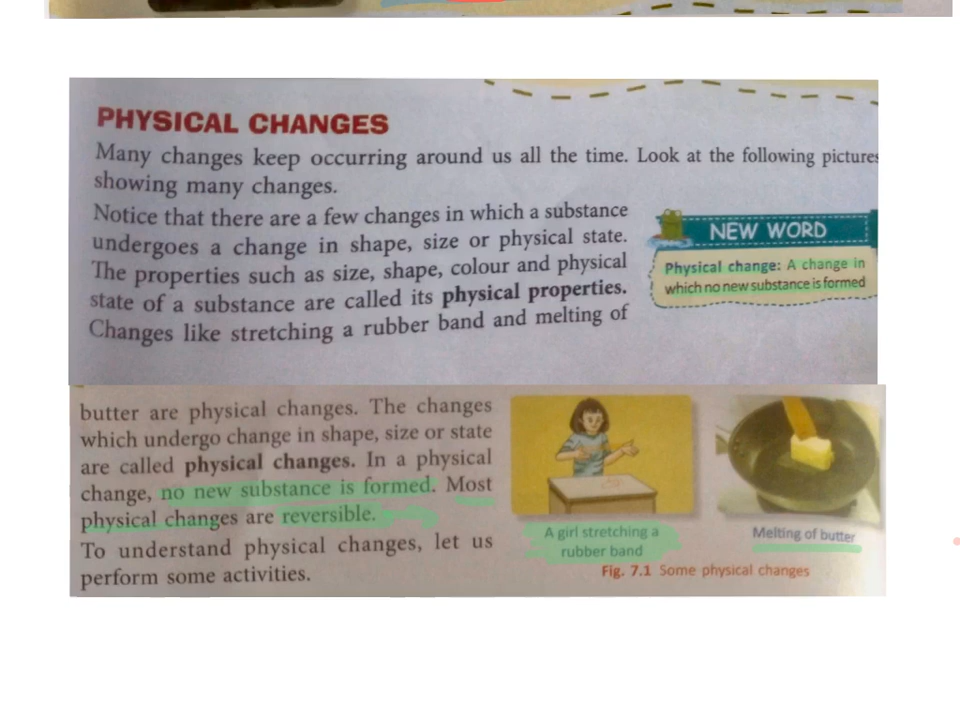 PHYSICAL CHANGES
Many changes keep occurring around us all the time. Look at the following pictures
showing many changes.
Notice that there are a few changes in which a substance
undergoes a change in shape, size or physical state.
The properties such as size, shape, colour and physical
state of a substance are called its physical properties.
Changes like stretching a rubber band and melting of
NEW WORD
Physical change: A change in
which no new substance is formed
butter are physical changes. The changes
which undergo change in shape, size or state
are called physical changes. In a physical
change, no new substance is formed. Most
physical changes are reversible.
To understand physical changes, let us
perform some activities.
A girl stretching a
rubber band
Melting of butter
Fig. 7.1 Some physical changes